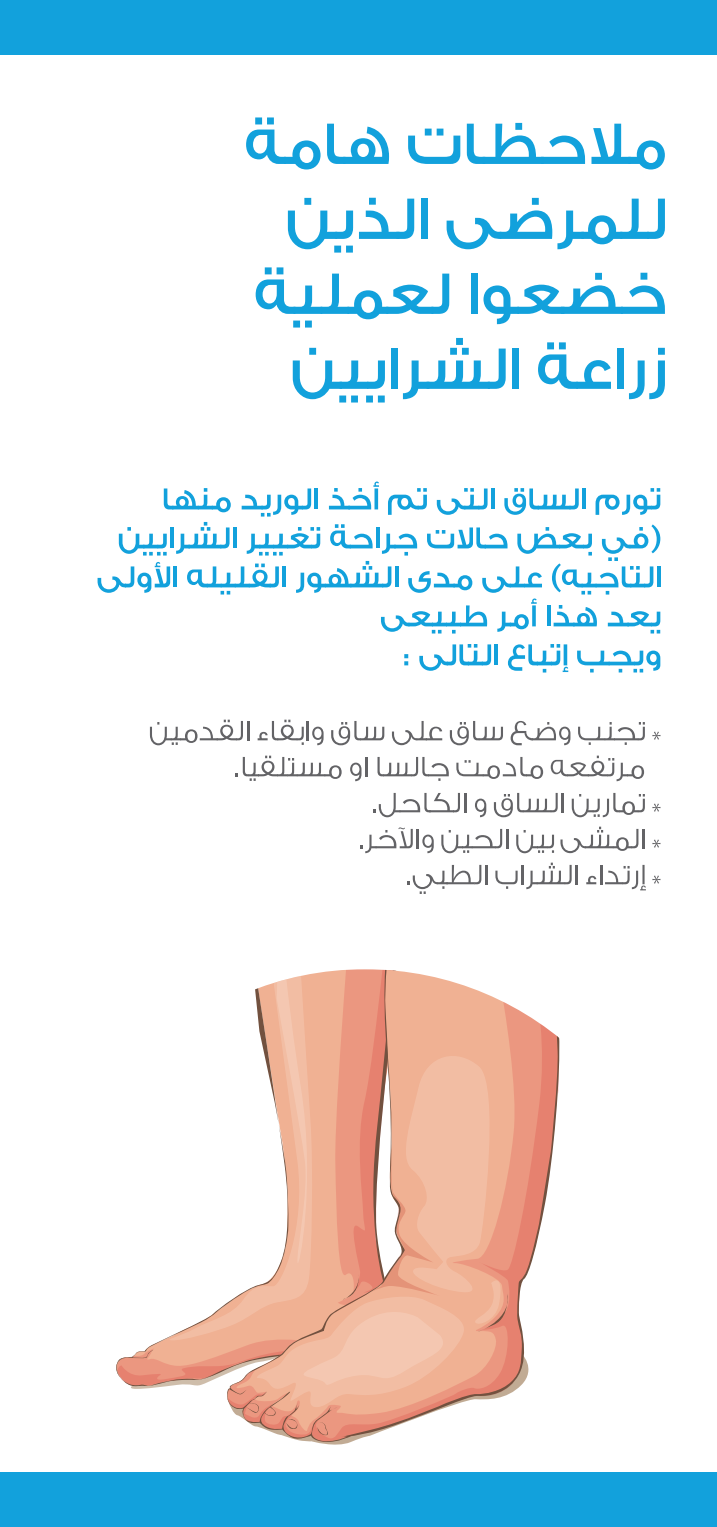 ملاحظات هامة
للمرضى الذين
خضعوا لعملية
زراعة الشرايين
تورم الساق التى تم أخذ الوريد منها
(في بعض حالات جراحة تغيير الشرايين
التاجيه) على مدى الشهور القليله الأولى
يعد هذا أمر طبيعى
ويجب إتباع التالى :
* تجنب وضع ساق على ساق وابقاء القدمين
مرتفعه مادمت جالسا او مستلقيا.
* تمارين الساق و الكاحل.
* المشى بين الحين والآخر.
* إرتداء الشراب الطبي.